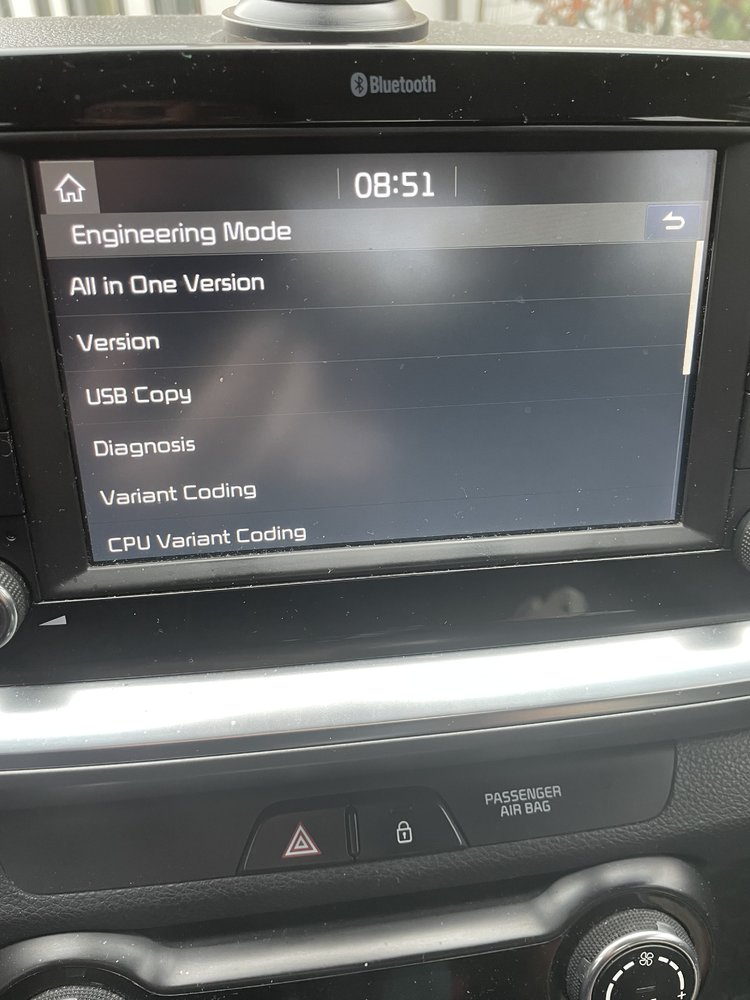 Bluetooth
08:51
Engineering Mode
All in One Version
Version
USB Copy
Diagnosis
Variant Coding
CPU Variant Coding
PASSENGER
AIR BAG